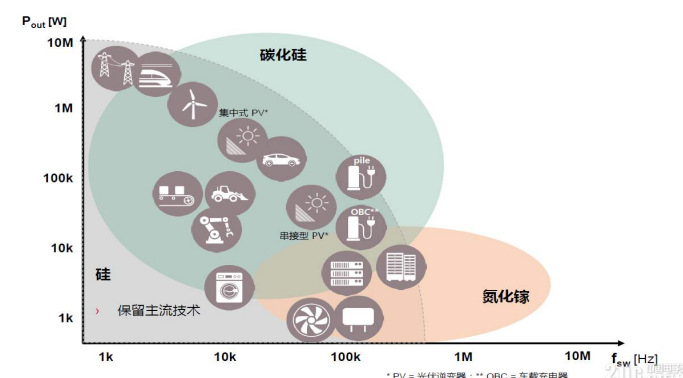 Pout [W]
10M
1M
100k
10k
1k
碳化硅
集中式 PV*
pile
OBC**
串接型 PV*
硅
› 保留主流技术
氮化镓
1k
10k
100k
1M
10M
fsw [Hz]
* PV = 光伏逆变器；** OBC = 车载充电器